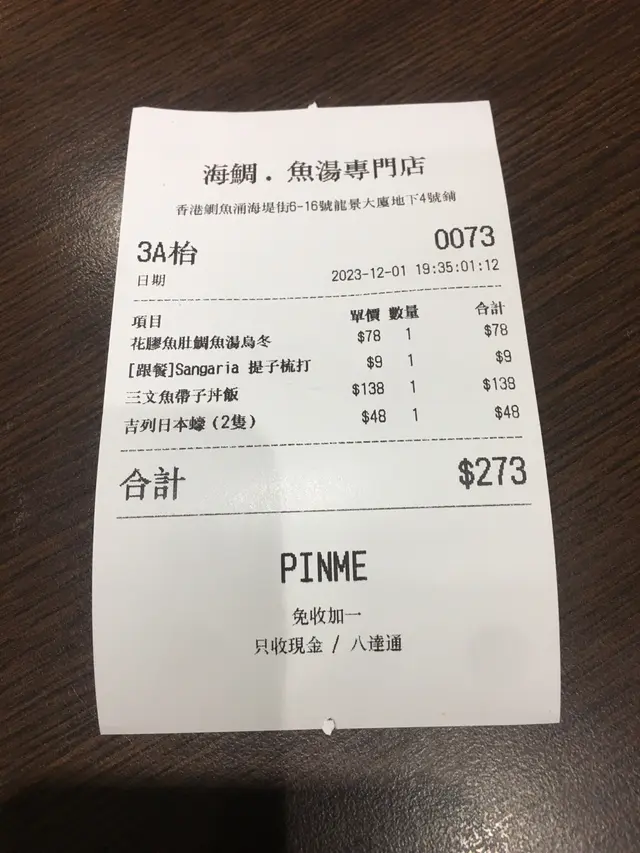 海鯛．魚湯專門店
香港鰂魚涌海堤街6-16號龍景大廈地下4號鋪
3A枱 0073
日期 2023-12-01 19:35:01:12
項目 單價 數量 合計
花膠魚肚鯛魚湯烏冬 $78 1 $78
[跟餐]Sangaria 提子梳打 $9 1 $9
三文魚帶子丼飯 $138 1 $138
吉列日本蠔(2隻) $48 1 $48
合計 $273
PINME
免收加一
只收現金 / 八達通